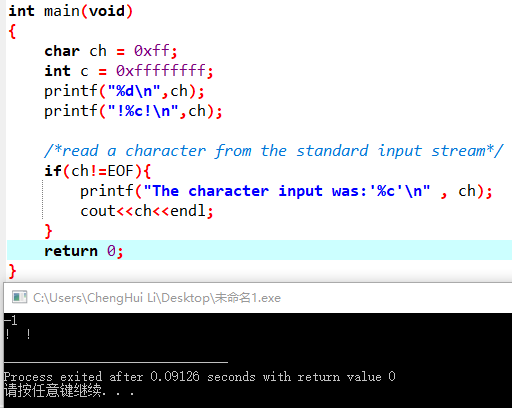 int main(void)
{
char ch = 0xff;
int c = 0xffffffff;
printf("%d\n",ch);
printf("!%c!\n",ch);
/*read a character from the standard input stream*/
if(ch!=EOF){
printf("The character input was:'%c'\n" , ch);
cout<<ch<<endl;
}
return 0;
}
C:\Users\ChengHui Li\Desktop\未命名1.exe
-1
!  !
--------------------------------
Process exited after 0.09126 seconds with return value 0
请按任意键继续. . .